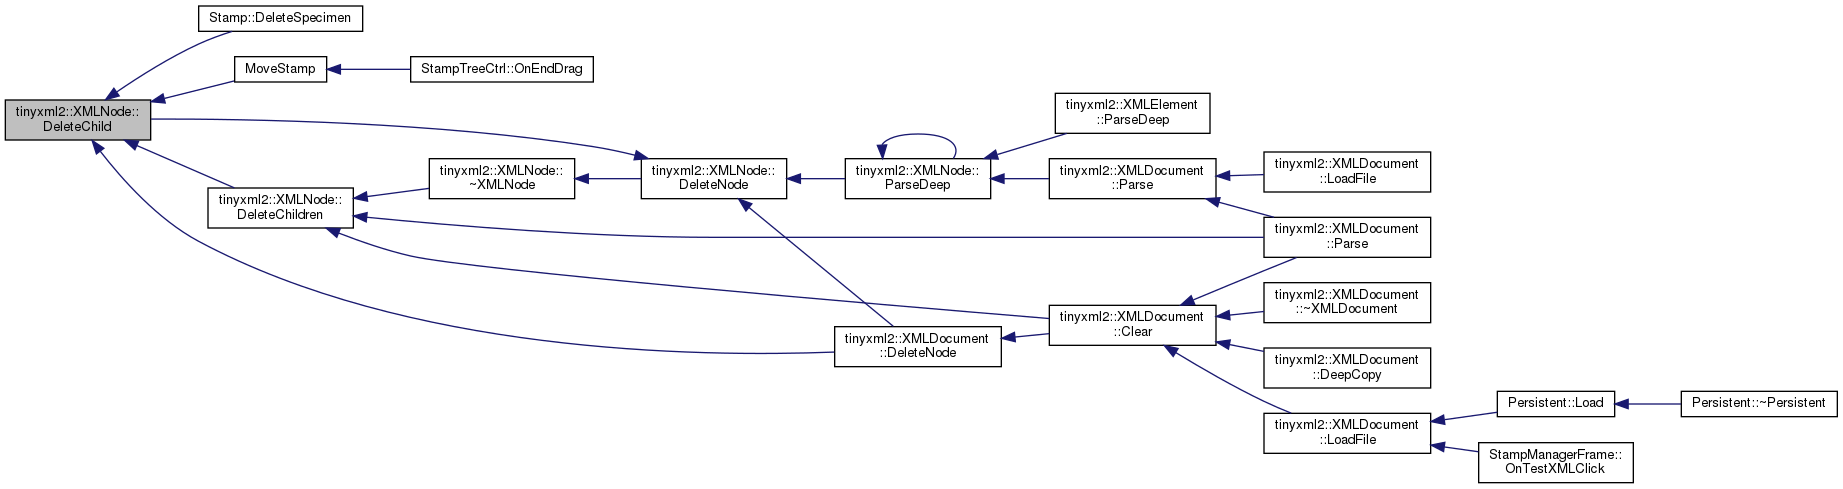 Stamp::DeleteSpecimen
MoveStamp
StampTreeCtrl::OnEndDrag
tinyxml2::XMLNode::
DeleteChild
tinyxml2::XMLElement
::ParseDeep
tinyxml2::XMLNode::
~XMLNode
tinyxml2::XMLNode::
DeleteNode
tinyxml2::XMLNode::
ParseDeep
tinyxml2::XMLDocument
::Parse
tinyxml2::XMLDocument
::LoadFile
tinyxml2::XMLNode::
DeleteChildren
tinyxml2::XMLDocument
::Parse
tinyxml2::XMLDocument
::~XMLDocument
tinyxml2::XMLDocument
::Clear
tinyxml2::XMLDocument
::DeleteNode
tinyxml2::XMLDocument
::DeepCopy
Persistent::Load
Persistent::~Persistent
tinyxml2::XMLDocument
::LoadFile
StampManagerFrame::
OnTestXMLClick